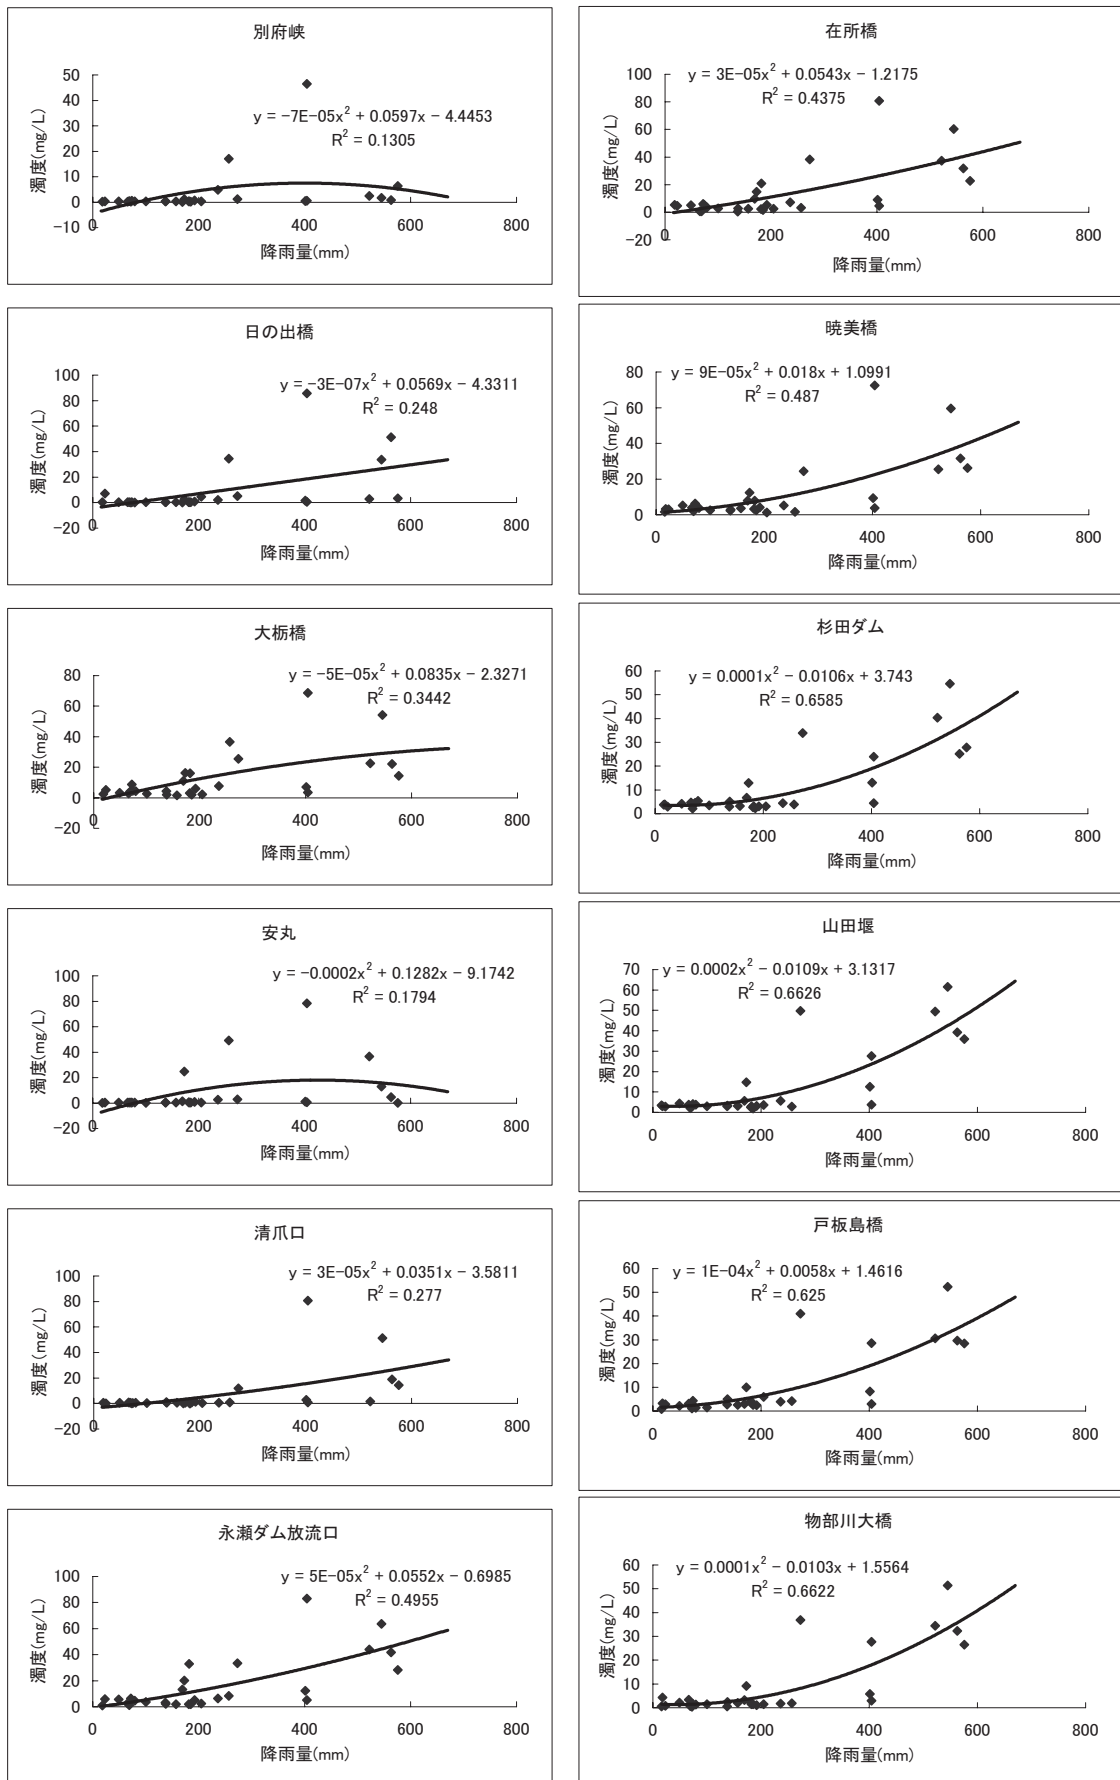 別府峡
y = −7E−05x² + 0.0597x − 4.4453
R² = 0.1305
濁度(mg/L)
50
40
30
20
10
0
−10
0
200
400
600
800
降雨量(mm)
日の出橋
y = −3E−07x² + 0.0569x − 4.3311
R² = 0.248
濁度(mg/L)
100
80
60
40
20
0
−20
0
200
400
600
800
降雨量(mm)
大栃橋
y = −5E−05x² + 0.0835x − 2.3271
R² = 0.3442
濁度(mg/L)
80
60
40
20
0
−20
0
200
400
600
800
降雨量(mm)
安丸
y = −0.0002x² + 0.1282x − 9.1742
R² = 0.1794
濁度(mg/L)
100
80
60
40
20
0
−20
0
200
400
600
800
降雨量(mm)
清爪口
y = 3E−05x² + 0.0351x − 3.5811
R² = 0.277
濁度(mg/L)
100
80
60
40
20
0
−20
0
200
400
600
800
降雨量(mm)
永瀬ダム放流口
y = 5E−05x² + 0.0552x − 0.6985
R² = 0.4955
濁度(mg/L)
100
80
60
40
20
0
0
200
400
600
800
降雨量(mm)
在所橋
y = 3E−05x² + 0.0543x − 1.2175
R² = 0.4375
濁度(mg/L)
100
80
60
40
20
0
−20
0
200
400
600
800
降雨量(mm)
暁美橋
y = 9E−05x² + 0.018x + 1.0991
R² = 0.487
濁度(mg/L)
80
60
40
20
0
0
200
400
600
800
降雨量(mm)
杉田ダム
y = 0.0001x² − 0.0106x + 3.743
R² = 0.6585
濁度(mg/L)
60
50
40
30
20
10
0
0
200
400
600
800
降雨量(mm)
山田堰
y = 0.0002x² − 0.0109x + 3.1317
R² = 0.6626
濁度(mg/L)
70
60
50
40
30
20
10
0
0
200
400
600
800
降雨量(mm)
戸板島橋
y = 1E−04x² + 0.0058x + 1.4616
R² = 0.625
濁度(mg/L)
60
50
40
30
20
10
0
0
200
400
600
800
降雨量(mm)
物部川大橋
y = 0.0001x² − 0.0103x + 1.5564
R² = 0.6622
濁度(mg/L)
60
50
40
30
20
10
0
0
200
400
600
800
降雨量(mm)